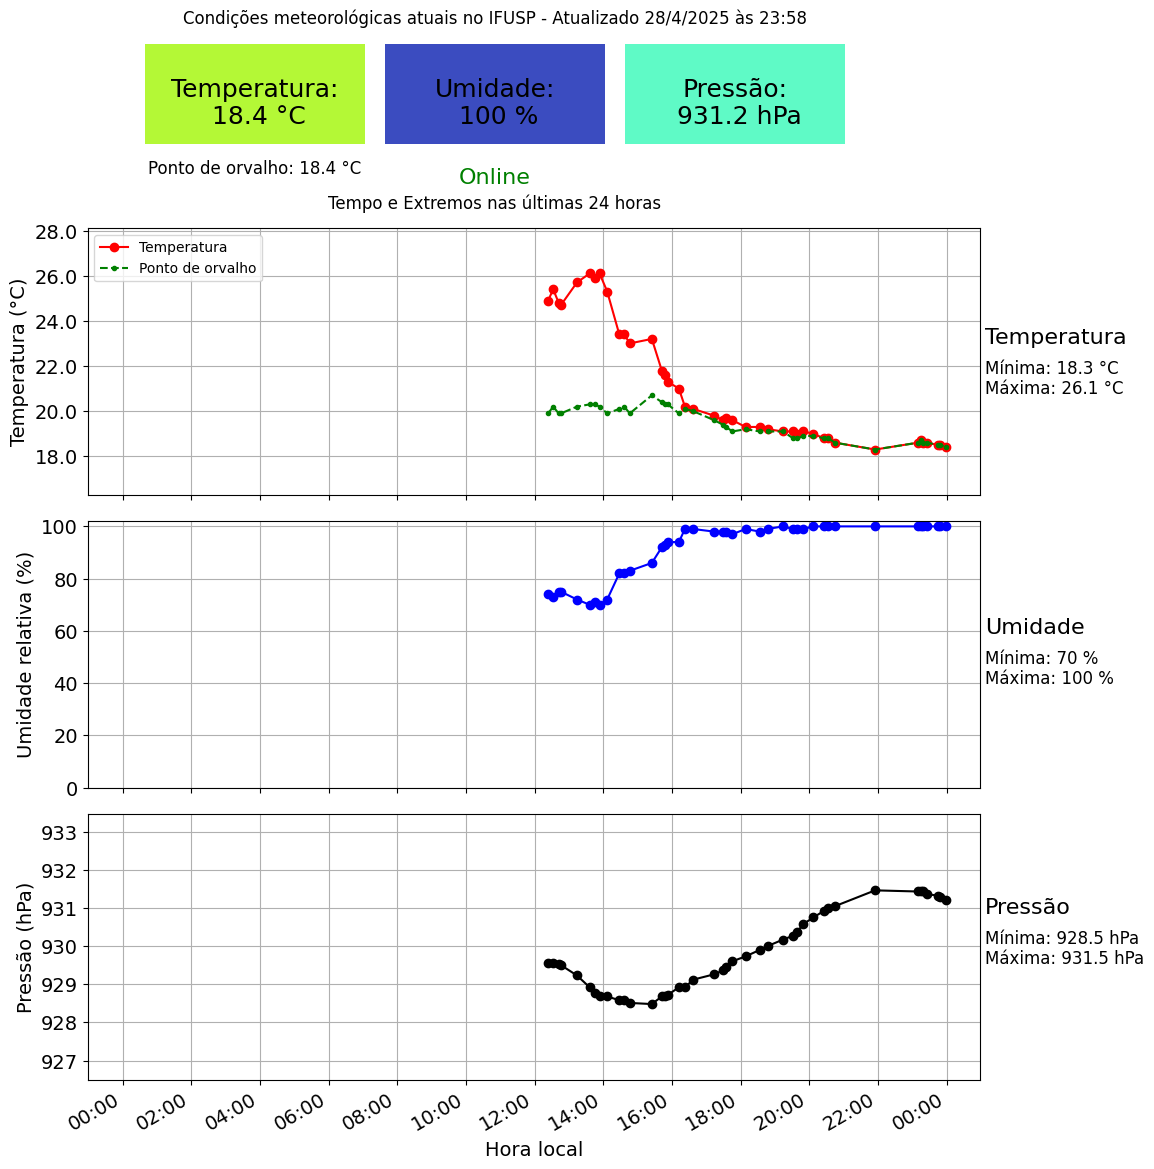 Condições meteorológicas atuais no IFUSP - Atualizado 28/4/2025 às 23:58
Temperatura:
18.4 °C
Umidade:
100 %
Pressão:
931.2 hPa
Ponto de orvalho: 18.4 °C
Online
Tempo e Extremos nas últimas 24 horas
Temperatura (°C)
28.0
26.0
24.0
22.0
20.0
18.0
Temperatura
Ponto de orvalho
Temperatura
Mínima: 18.3 °C
Máxima: 26.1 °C
Umidade relativa (%)
100
80
60
40
20
0
Umidade
Mínima: 70 %
Máxima: 100 %
Pressão (hPa)
933
932
931
930
929
928
927
Pressão
Mínima: 928.5 hPa
Máxima: 931.5 hPa
00:00 02:00 04:00 06:00 08:00 10:00 12:00 14:00 16:00 18:00 20:00 22:00 00:00
Hora local